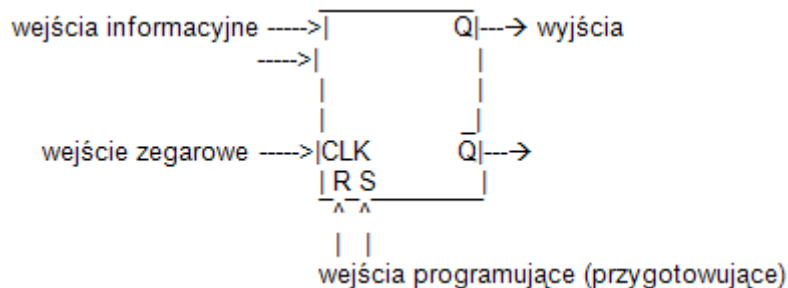 wejścia informacyjne ----->| Q|---→ wyjścia
----->| |
| |
| _|
wejście zegarowe ----->|CLK Q|---→
| R S |
^ ^
| |
wejścia programujące (przygotowujące)